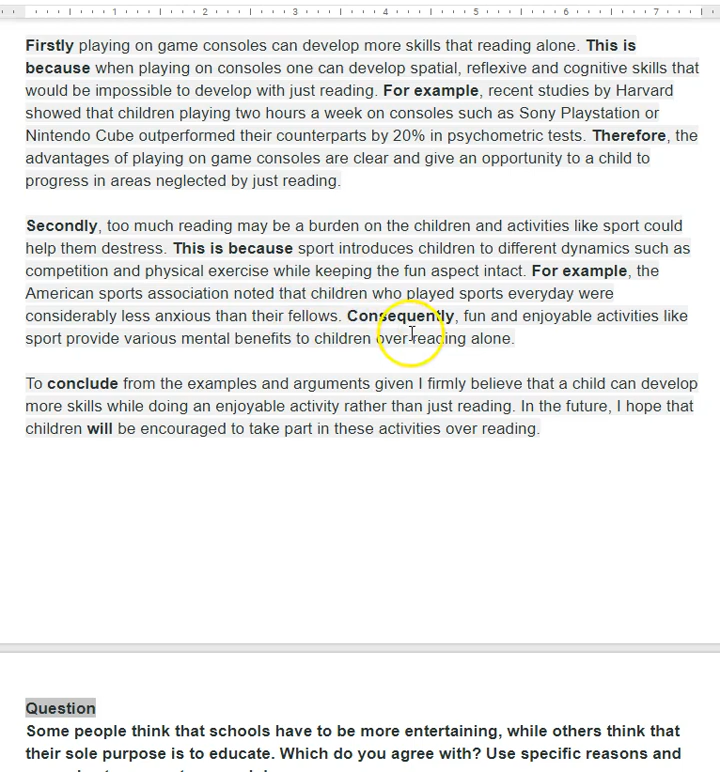 1 2 3 4 5 6 7
Firstly playing on game consoles can develop more skills that reading alone. This is
because when playing on consoles one can develop spatial, reflexive and cognitive skills that
would be impossible to develop with just reading. For example, recent studies by Harvard
showed that children playing two hours a week on consoles such as Sony Playstation or
Nintendo Cube outperformed their counterparts by 20% in psychometric tests. Therefore, the
advantages of playing on game consoles are clear and give an opportunity to a child to
progress in areas neglected by just reading.
Secondly, too much reading may be a burden on the children and activities like sport could
help them destress. This is because sport introduces children to different dynamics such as
competition and physical exercise while keeping the fun aspect intact. For example, the
American sports association noted that children who played sports everyday were
considerably less anxious than their fellows. Consequently, fun and enjoyable activities like
sport provide various mental benefits to children over reading alone.
To conclude from the examples and arguments given I firmly believe that a child can develop
more skills while doing an enjoyable activity rather than just reading. In the future, I hope that
children will be encouraged to take part in these activities over reading.
Question
Some people think that schools have to be more entertaining, while others think that
their sole purpose is to educate. Which do you agree with? Use specific reasons and